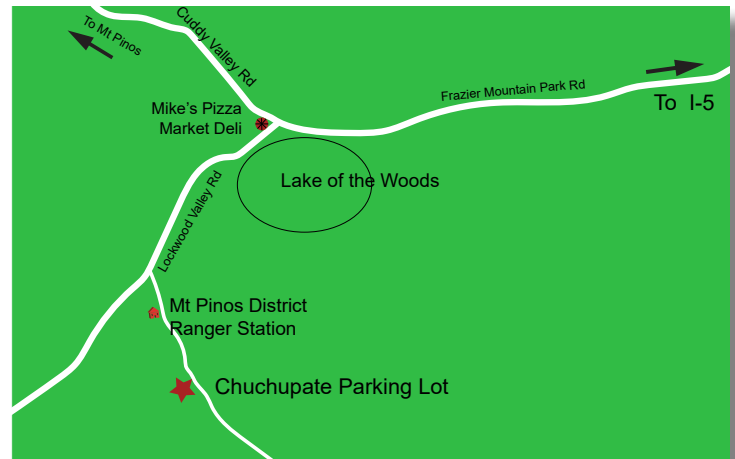 To Mt Pinos
Cuddy Valley Rd
Frazier Mountain Park Rd
To I-5
Mike's Pizza
Market Deli
Lake of the Woods
Lockwood Valley Rd
Mt Pinos District
Ranger Station
Chuchupate Parking Lot